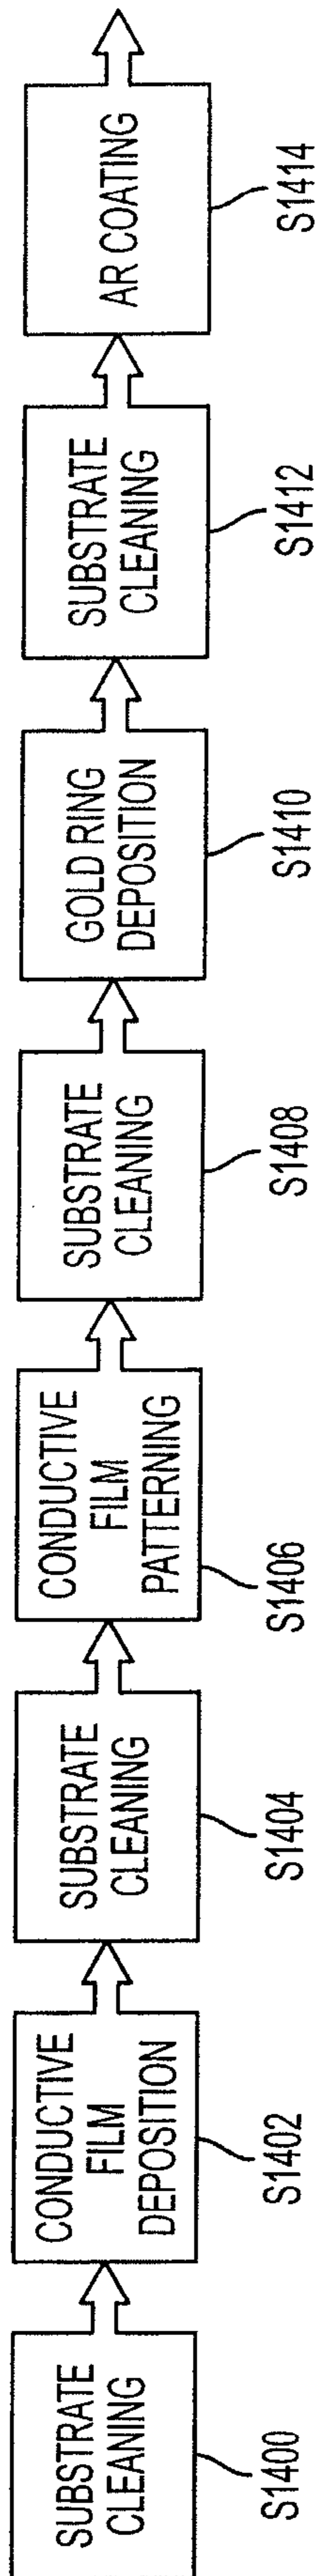 SUBSTRATE
CLEANING
S1400
CONDUCTIVE
FILM
DEPOSITION
S1402
SUBSTRATE
CLEANING
S1404
CONDUCTIVE
FILM
PATTERNING
S1406
SUBSTRATE
CLEANING
S1408
GOLD RING
DEPOSITION
S1410
SUBSTRATE
CLEANING
S1412
AR COATING
S1414